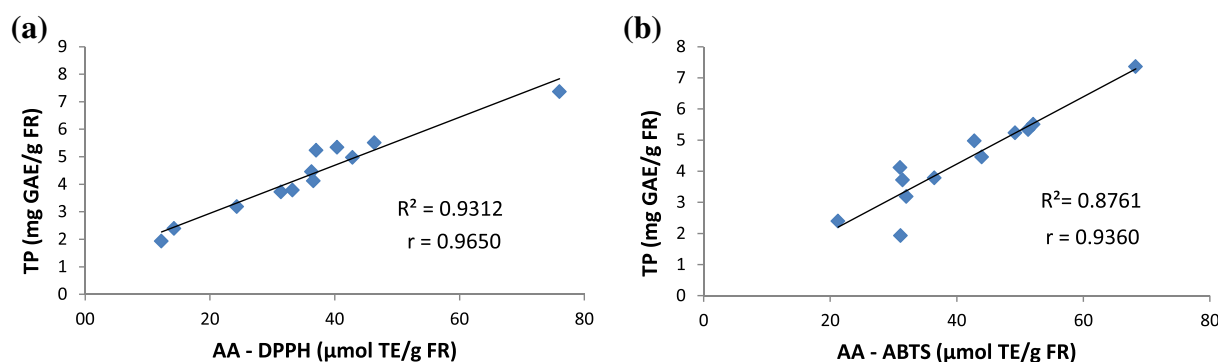 (a)
9
8
7
6
5
4
3
2
1
0
TP (mg GAE/g FR)
R² = 0.9312
r = 0.9650
00 20 40 60 80
AA - DPPH (µmol TE/g FR)
(b)
8
7
6
5
4
3
2
1
0
TP (mg GAE/g FR)
R²= 0.8761
r = 0.9360
0 20 40 60 80
AA - ABTS (µmol TE/g FR)